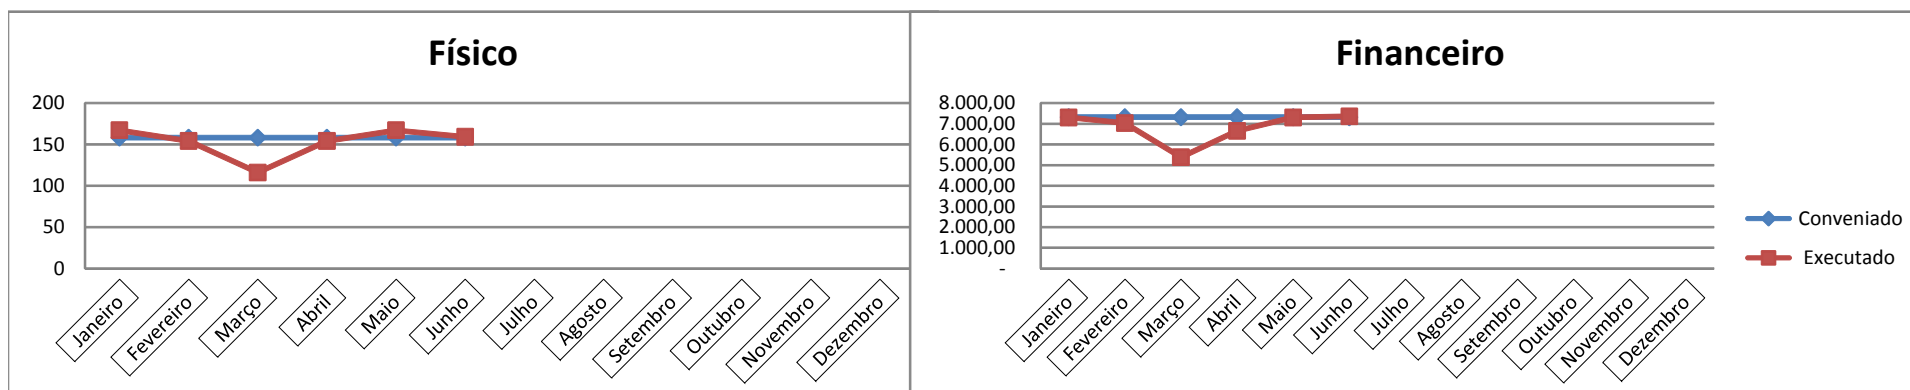 Físico
200
150
100
50
0
Janeiro
Fevereiro
Março
Abril
Maio
Junho
Julho
Agosto
Setembro
Outubro
Novembro
Dezembro
Financeiro
8.000,00
7.000,00
6.000,00
5.000,00
4.000,00
3.000,00
2.000,00
1.000,00
-
Janeiro
Fevereiro
Março
Abril
Maio
Junho
Julho
Agosto
Setembro
Outubro
Novembro
Dezembro
Conveniado
Executado